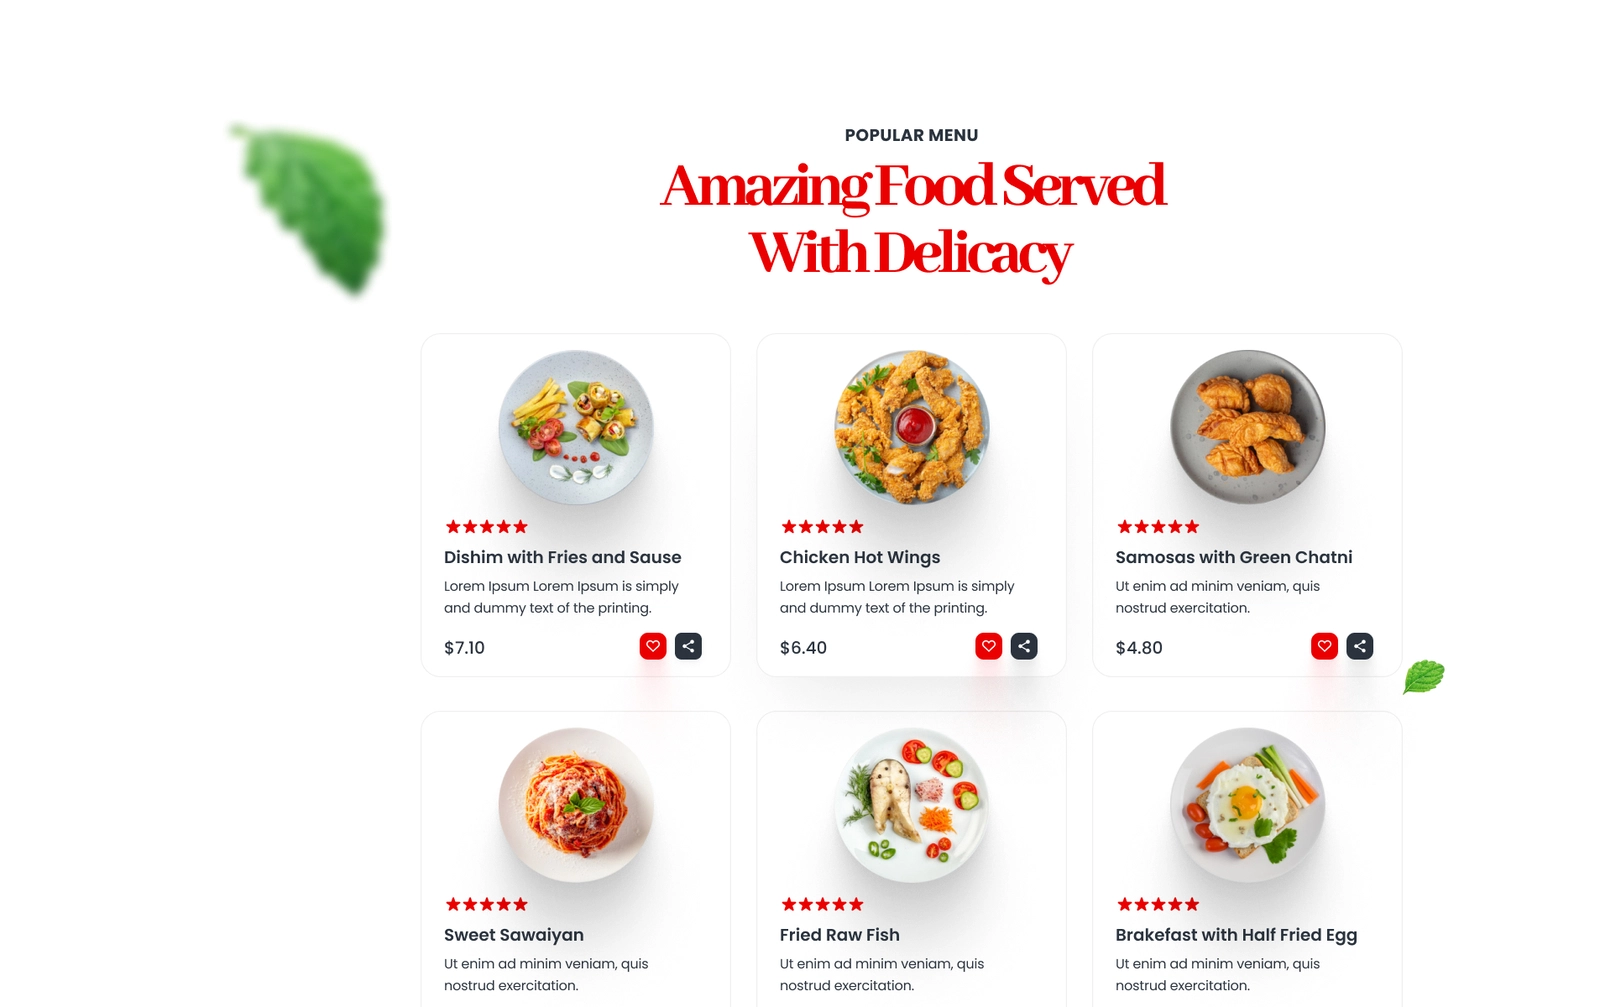 POPULAR MENU
Amazing Food Served
With Delicacy
Dishim with Fries and Sause
Lorem Ipsum Lorem Ipsum is simply
and dummy text of the printing.
$7.10
Chicken Hot Wings
Lorem Ipsum Lorem Ipsum is simply
and dummy text of the printing.
$6.40
Samosas with Green Chatni
Ut enim ad minim veniam, quis
nostrud exercitation.
$4.80
Sweet Sawaiyan
Ut enim ad minim veniam, quis
nostrud exercitation.
Fried Raw Fish
Ut enim ad minim veniam, quis
nostrud exercitation.
Brakefast with Half Fried Egg
Ut enim ad minim veniam, quis
nostrud exercitation.